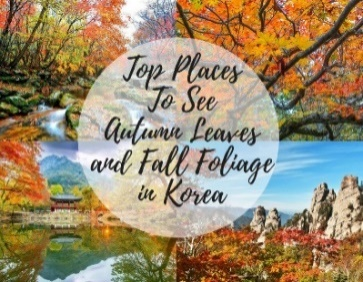 Top Places
To See
Autumn Leaves
and Fall Foliage
in Korea